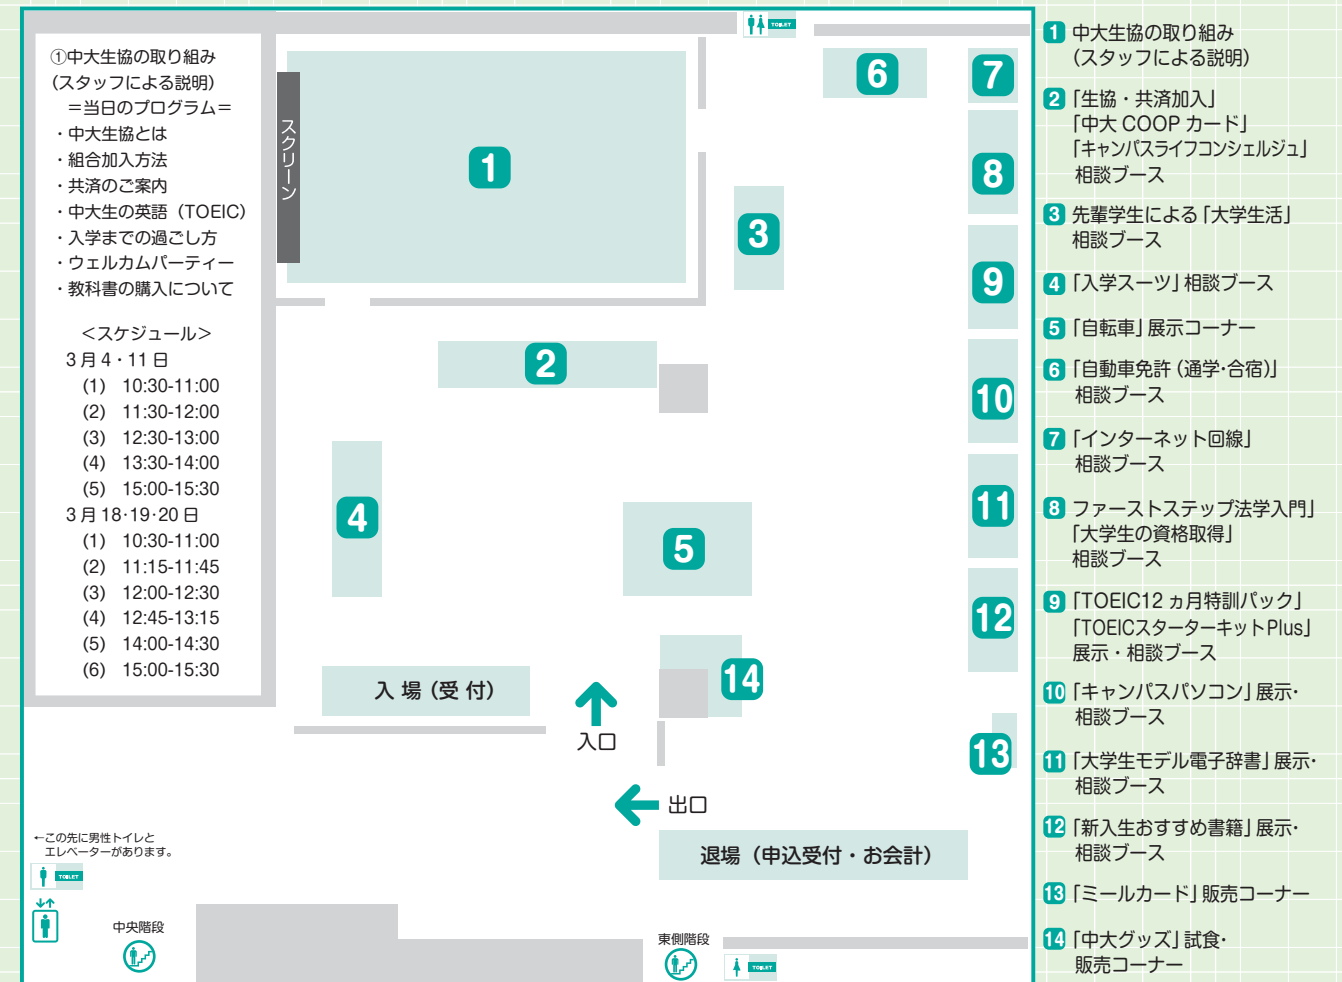 ①中大生協の取り組み
(スタッフによる説明)
＝当日のプログラム＝
・中大生協とは
・組合加入方法
・共済のご案内
・中大生の英語（TOEIC）
・入学までの過ごし方
・ウェルカムパーティー
・教科書の購入について
＜スケジュール＞
3月4・11日
(1) 10:30-11:00
(2) 11:30-12:00
(3) 12:30-13:00
(4) 13:30-14:00
(5) 15:00-15:30
3月18･19･20日
(1) 10:30-11:00
(2) 11:15-11:45
(3) 12:00-12:30
(4) 12:45-13:15
(5) 14:00-14:30
(6) 15:00-15:30
スクリーン
TOILET
1
2
3
4
5
6
7
8
9
10
11
12
13
14
入 場（受 付）
入口
出口
退場（申込受付・お会計）
←この先に男性トイレと
エレベーターがあります。
TOILET
中央階段
東側階段
TOILET
1 中大生協の取り組み
(スタッフによる説明)
2 「生協・共済加入」
「中大 COOP カード」
「キャンパスライフコンシェルジュ」
相談ブース
3 先輩学生による「大学生活」
相談ブース
4 「入学スーツ」相談ブース
5 「自転車」展示コーナー
6 「自動車免許（通学・合宿）」
相談ブース
7 「インターネット回線」
相談ブース
8 ファーストステップ法学入門」
「大学生の資格取得」
相談ブース
9 「TOEIC12 ヵ月特訓パック」
「TOEICスターターキットPlus」
展示・相談ブース
10 「キャンパスパソコン」展示・
相談ブース
11 「大学生モデル電子辞書」展示・
相談ブース
12 「新入生おすすめ書籍」展示・
相談ブース
13 「ミールカード」販売コーナー
14 「中大グッズ」試食・
販売コーナー